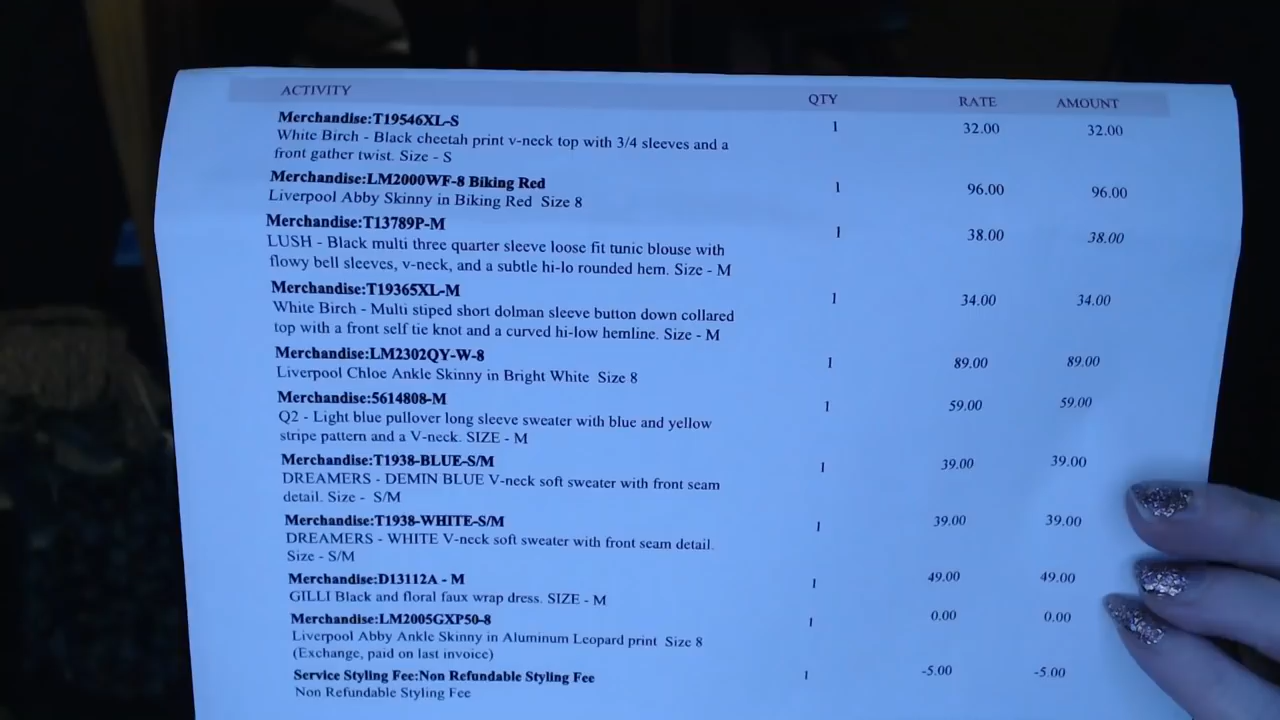 ACTIVITY QTY RATE AMOUNT
Merchandise:T19546XL-S 1 32.00 32.00
White Birch - Black cheetah print v-neck top with 3/4 sleeves and a
front gather twist. Size - S
Merchandise:LM2000WF-8 Biking Red 1 96.00 96.00
Liverpool Abby Skinny in Biking Red Size 8
Merchandise:T13789P-M 1 38.00 38.00
LUSH - Black multi three quarter sleeve loose fit tunic blouse with
flowy bell sleeves, v-neck, and a subtle hi-lo rounded hem. Size - M
Merchandise:T19365XL-M 1 34.00 34.00
White Birch - Multi stiped short dolman sleeve button down collared
top with a front self tie knot and a curved hi-low hemline. Size - M
Merchandise:LM2302QY-W-8 1 89.00 89.00
Liverpool Chloe Ankle Skinny in Bright White Size 8
Merchandise:5614808-M 1 59.00 59.00
Q2 - Light blue pullover long sleeve sweater with blue and yellow
stripe pattern and a V-neck. SIZE - M
Merchandise:T1938-BLUE-S/M 1 39.00 39.00
DREAMERS - DEMIN BLUE V-neck soft sweater with front seam
detail. Size - S/M
Merchandise:T1938-WHITE-S/M 1 39.00 39.00
DREAMERS - WHITE V-neck soft sweater with front seam detail.
Size - S/M
Merchandise:D13112A - M 1 49.00 49.00
GILLI Black and floral faux wrap dress. SIZE - M
Merchandise:LM2005GXP50-8 1 0.00 0.00
Liverpool Abby Ankle Skinny in Aluminum Leopard print Size 8
(Exchange, paid on last invoice)
Service Styling Fee:Non Refundable Styling Fee 1 -5.00 -5.00
Non Refundable Styling Fee